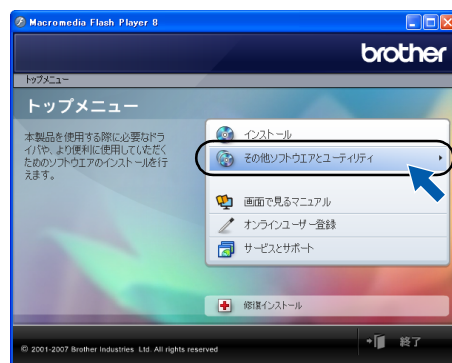 Macromedia Flash Player 8
brother
トップメニュー
トップメニュー
本製品を使用する際に必要なドラ
イバや、より便利に使用していただく
ためのソフトウエアのインストールを行
えます。
インストール
その他ソフトウエアとユーティリティ
画面で見るマニュアル
オンラインユーザー登録
サービスとサポート
修復インストール
© 2001-2007 Brother Industries Ltd. All rights reserved
終了